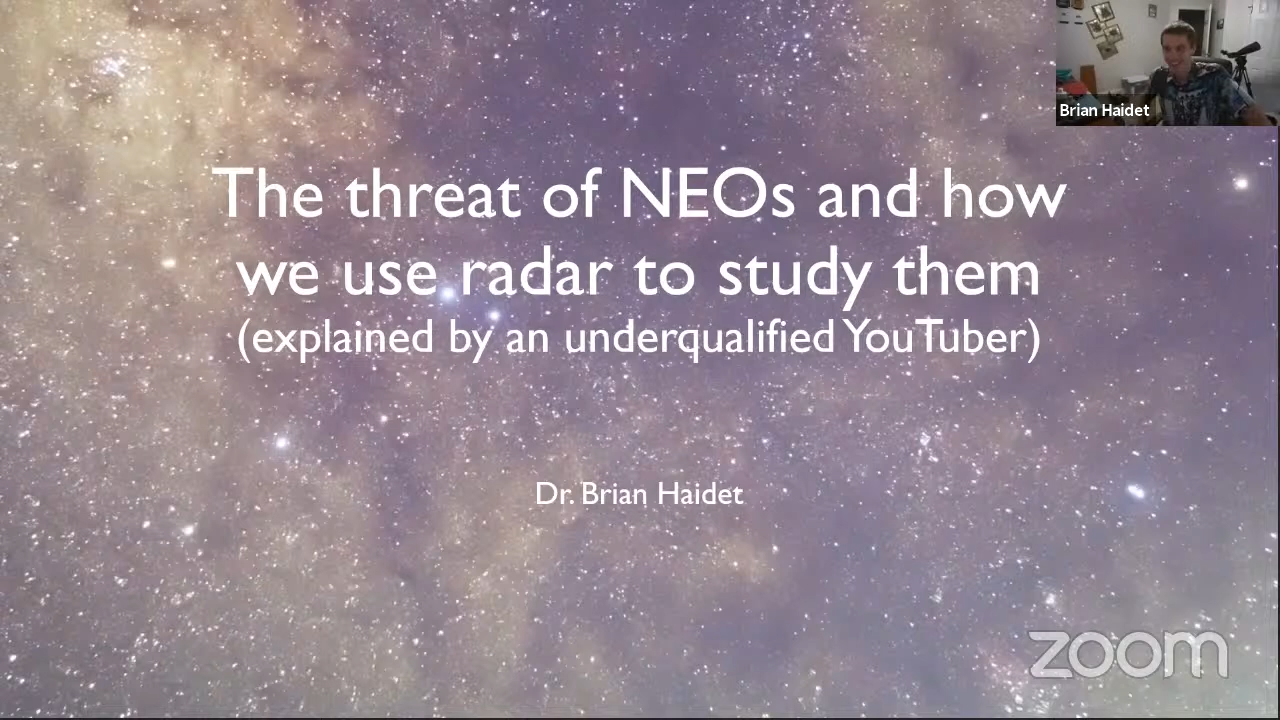 Brian Haidet
The threat of NEOs and how
we use radar to study them
(explained by an underqualified YouTuber)
Dr. Brian Haidet
zoom